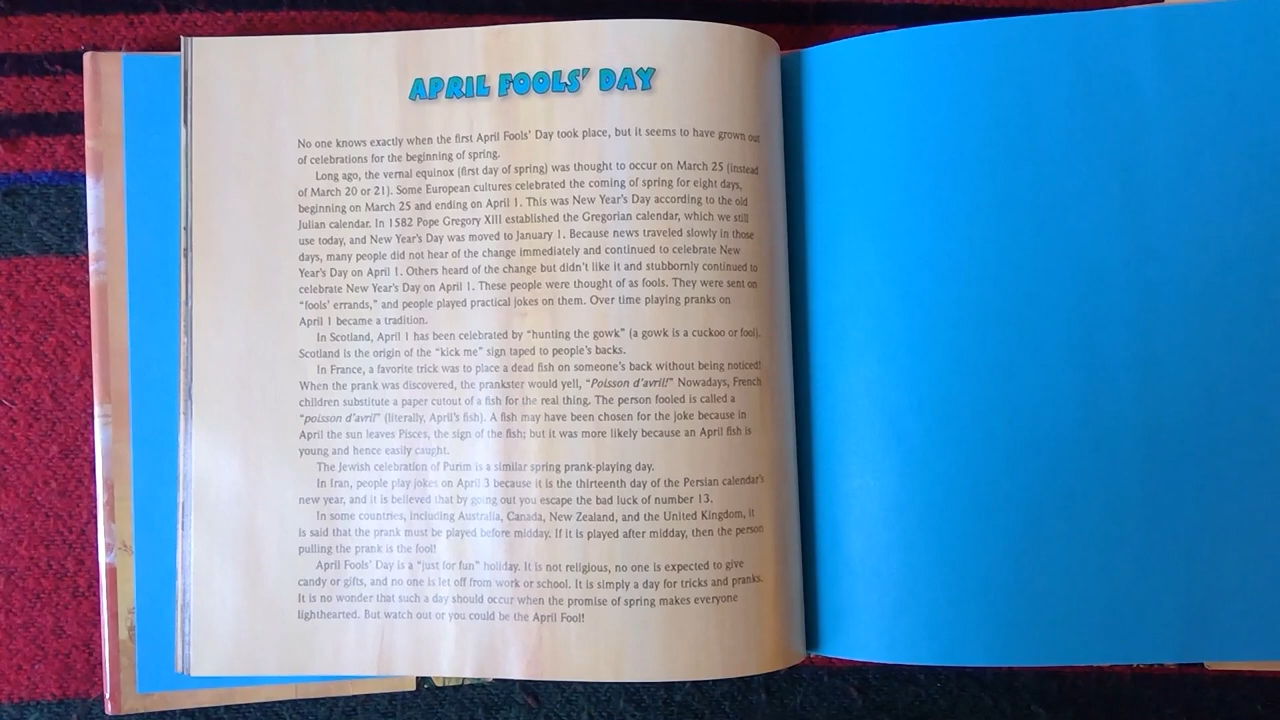 APRIL FOOLS' DAY
No one knows exactly when the first April Fools' Day took place, but it seems to have grown out
of celebrations for the beginning of spring.
Long ago, the vernal equinox (first day of spring) was thought to occur on March 25 (instead
of March 20 or 21). Some European cultures celebrated the coming of spring for eight days,
beginning on March 25 and ending on April 1. This was New Year's Day according to the old
Julian calendar. In 1582 Pope Gregory XIII established the Gregorian calendar, which we still
use today, and New Year's Day was moved to January 1. Because news traveled slowly in those
days, many people did not hear of the change immediately and continued to celebrate New
Year's Day on April 1. Others heard of the change but didn't like it and stubbornly continued to
celebrate New Year's Day on April 1. These people were thought of as fools. They were sent on
"fools' errands," and people played practical jokes on them. Over time playing pranks on
April 1 became a tradition.
In Scotland, April 1 has been celebrated by "hunting the gowk" (a gowk is a cuckoo or fool).
Scotland is the origin of the "kick me" sign taped to people's backs.
In France, a favorite trick was to place a dead fish on someone's back without being noticed!
When the prank was discovered, the prankster would yell, "Poisson d'avril!" Nowadays, French
children substitute a paper cutout of a fish for the real thing. The person fooled is called a
"poisson d'avril" (literally, April's fish). A fish may have been chosen for the joke because in
April the sun leaves Pisces, the sign of the fish; but it was more likely because an April fish is
young and hence easily caught.
The Jewish celebration of Purim is a similar spring prank-playing day.
In Iran, people play jokes on April 3 because it is the thirteenth day of the Persian calendar's
new year, and it is believed that by going out you escape the bad luck of number 13.
In some countries, including Australia, Canada, New Zealand, and the United Kingdom, it
is said that the prank must be played before midday. If it is played after midday, then the person
pulling the prank is the fool!
April Fools' Day is a "just for fun" holiday. It is not religious, no one is expected to give
candy or gifts, and no one is let off from work or school. It is simply a day for tricks and pranks.
It is no wonder that such a day should occur when the promise of spring makes everyone
lighthearted. But watch out or you could be the April Fool!